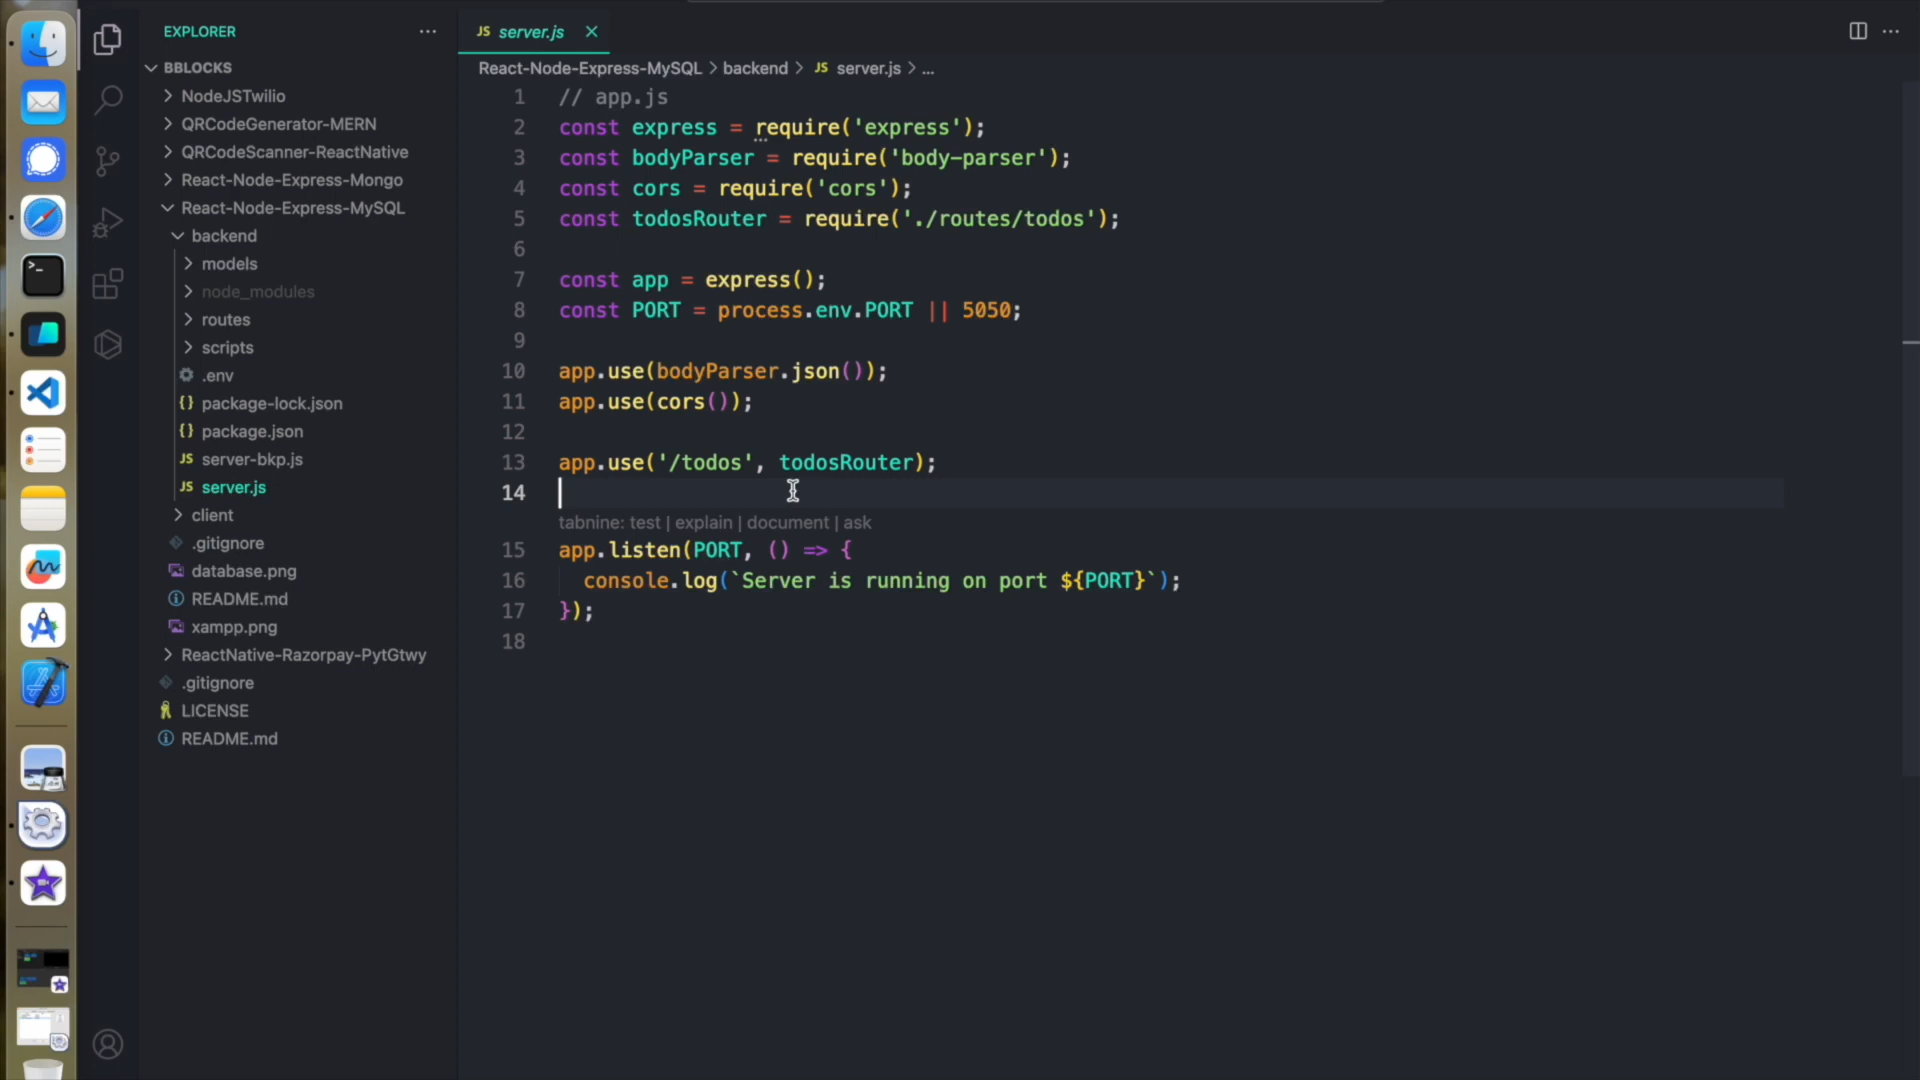 EXPLORER
BBLOCKS
NodeJSTwilio
QRCodeGenerator-MERN
QRCodeScanner-ReactNative
React-Node-Express-Mongo
React-Node-Express-MySQL
backend
models
node_modules
routes
scripts
.env
{} package-lock.json
{} package.json
JS server-bkp.js
JS server.js
client
.gitignore
database.png
README.md
xampp.png
ReactNative-Razorpay-PytGtwy
.gitignore
LICENSE
README.md
JS server.js
React-Node-Express-MySQL > backend > JS server.js > ...
1 // app.js
2 const express = require('express');
3 const bodyParser = require('body-parser');
4 const cors = require('cors');
5 const todosRouter = require('./routes/todos');
6
7 const app = express();
8 const PORT = process.env.PORT || 5050;
9
10 app.use(bodyParser.json());
11 app.use(cors());
12
13 app.use('/todos', todosRouter);
14
tabnine: test | explain | document | ask
15 app.listen(PORT, () => {
16 console.log(`Server is running on port ${PORT}`);
17 });
18